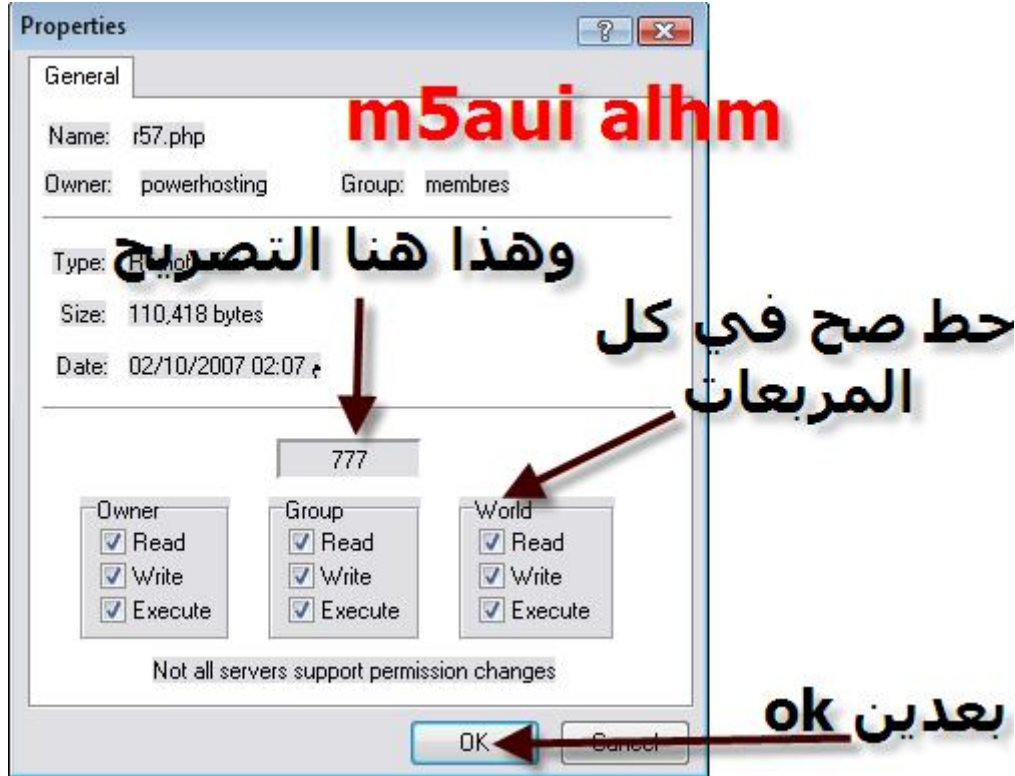 Properties
General
m5aui alhm
Name: r57.php
Owner: powerhosting Group: membres
وهذا هنا التصريح
Type:
حط صح في كل
المربعات
Size: 110,418 bytes
Date: 02/10/2007 02:07 م
777
Owner Group World
Read Read Read
Write Write Write
Execute Execute Execute
Not all servers support permission changes
بعدين ok
OK Cancel